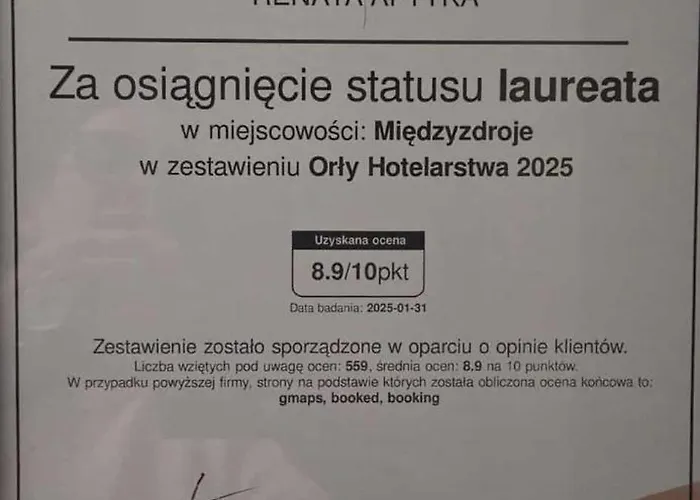 RENATA
Za osiągnięcie statusu laureata
w miejscowości: Międzyzdroje
w zestawieniu Orły Hotelarstwa 2025
Uzyskana ocena
8.9/10pkt
Data badania: 2025-01-31
Zestawienie zostało sporządzone w oparciu o opinie klientów.
Liczba wziętych pod uwagę ocen: 559, średnia ocen: 8.9 na 10 punktów.
W przypadku powyższej firmy, strony na podstawie których została obliczona ocena końcowa to:
gmaps, booked, booking